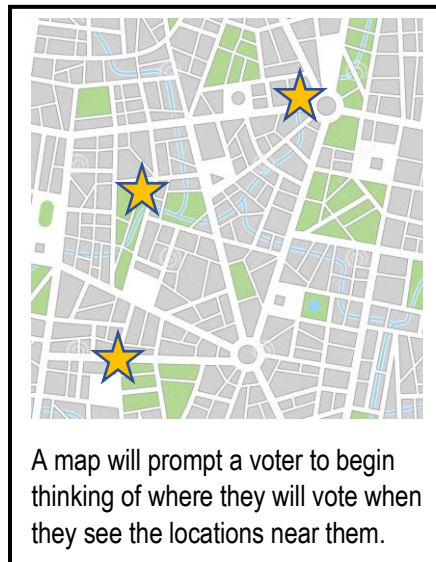 A map will prompt a voter to begin
thinking of where they will vote when
they see the locations near them.